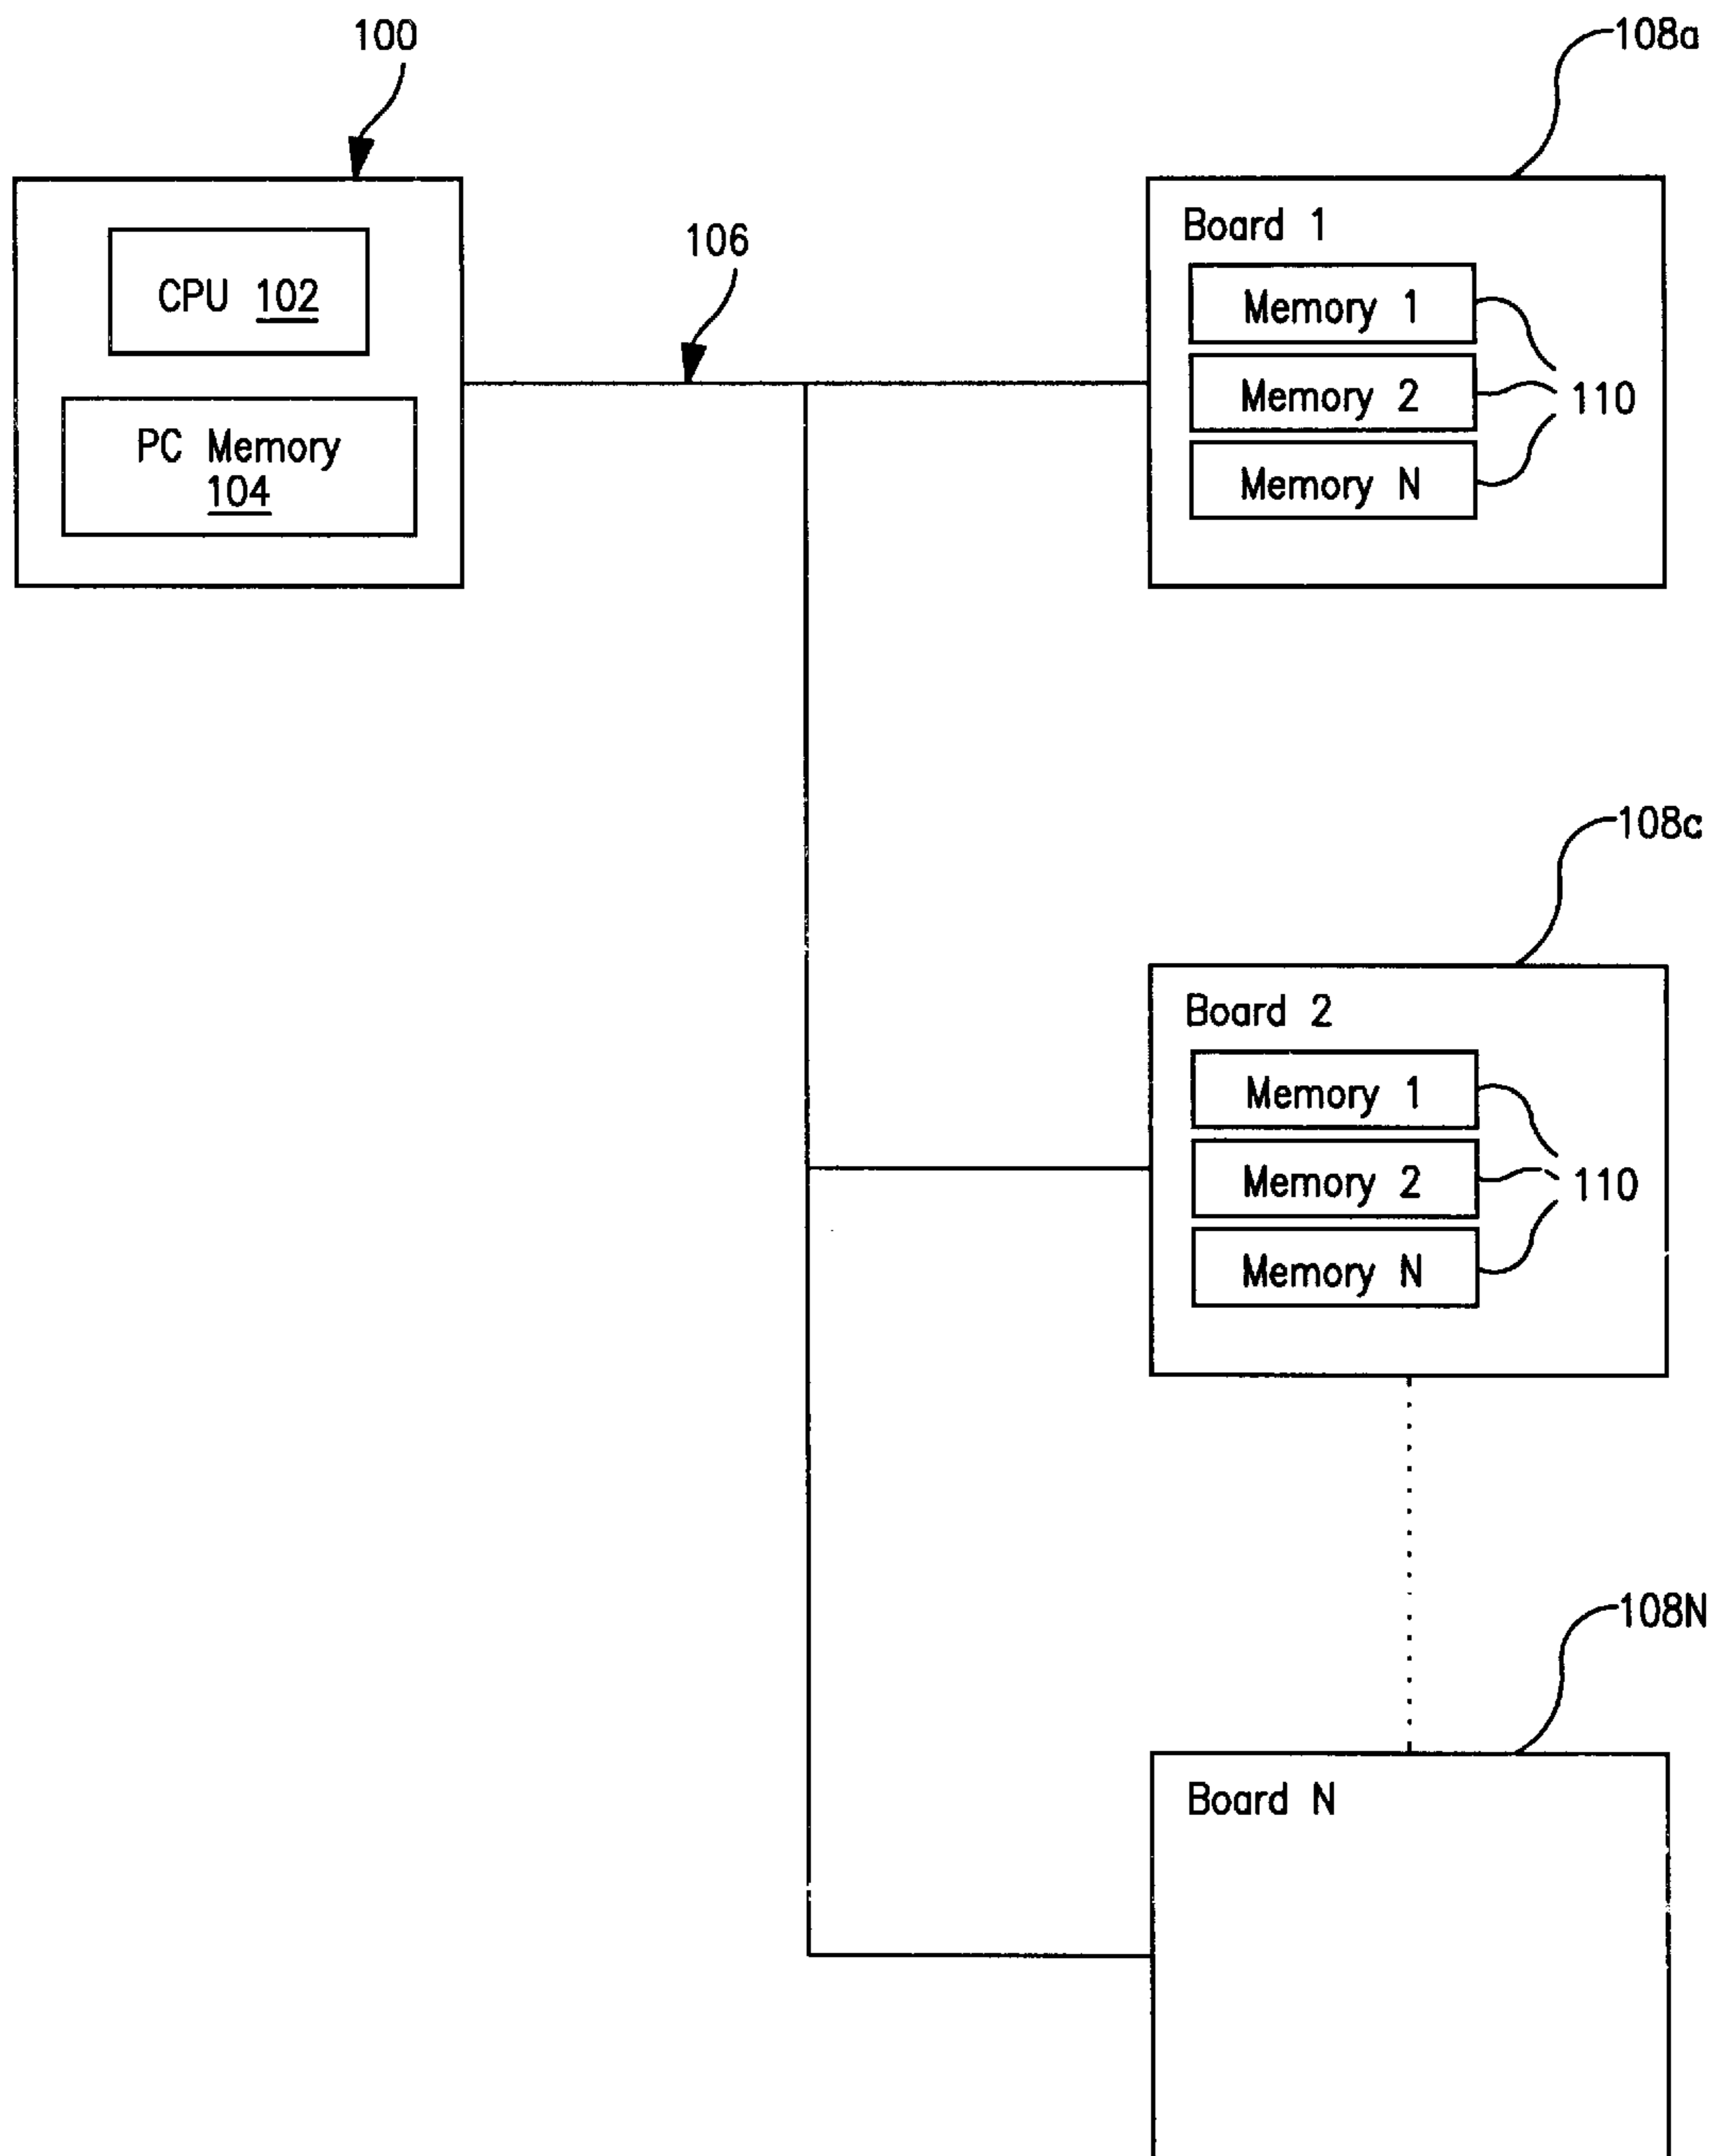 100
108a
106
CPU 102
PC Memory
104
Board 1
Memory 1
Memory 2
Memory N
110
108c
Board 2
Memory 1
Memory 2
Memory N
110
108N
Board N